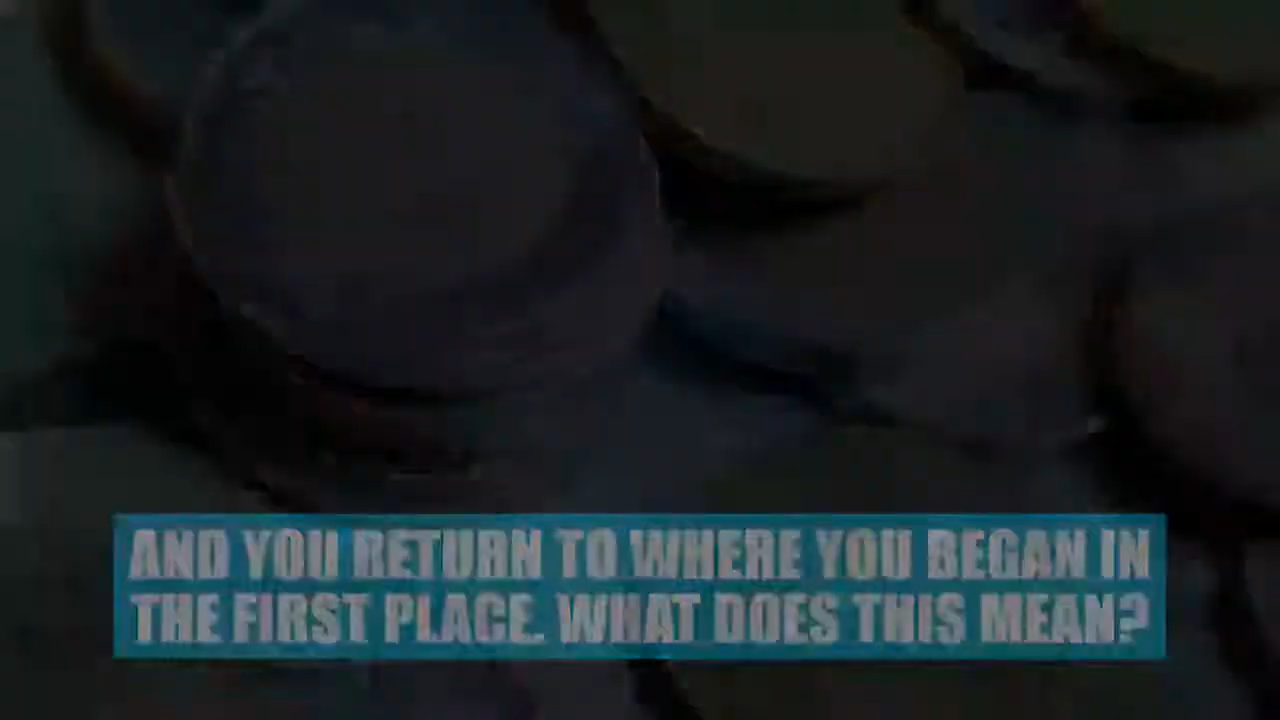 AND YOU RETURN TO WHERE YOU BEGAN IN
THE FIRST PLACE. WHAT DOES THIS MEAN?